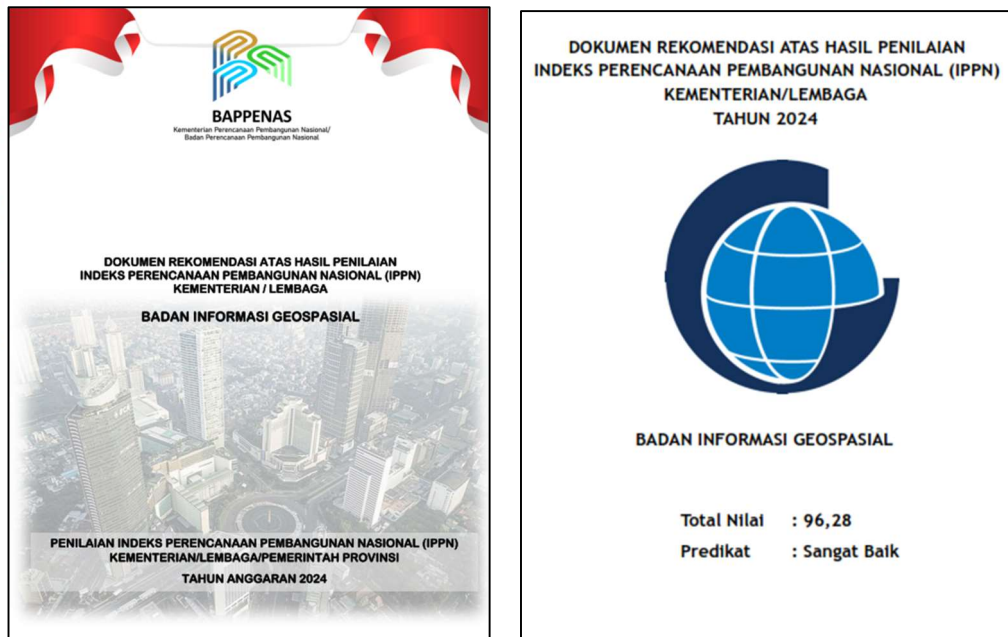 BAPPENAS
Kementerian Perencanaan Pembangunan Nasional/
Badan Perencanaan Pembangunan Nasional
DOKUMEN REKOMENDASI ATAS HASIL PENILAIAN
INDEKS PERENCANAAN PEMBANGUNAN NASIONAL (IPPN)
KEMENTERIAN / LEMBAGA
BADAN INFORMASI GEOSPASIAL
PENILAIAN INDEKS PERENCANAAN PEMBANGUNAN NASIONAL (IPPN)
KEMENTERIAN/LEMBAGA/PEMERINTAH PROVINSI
TAHUN ANGGARAN 2024
DOKUMEN REKOMENDASI ATAS HASIL PENILAIAN
INDEKS PERENCANAAN PEMBANGUNAN NASIONAL (IPPN)
KEMENTERIAN/LEMBAGA
TAHUN 2024
BADAN INFORMASI GEOSPASIAL
Total Nilai : 96,28
Predikat : Sangat Baik